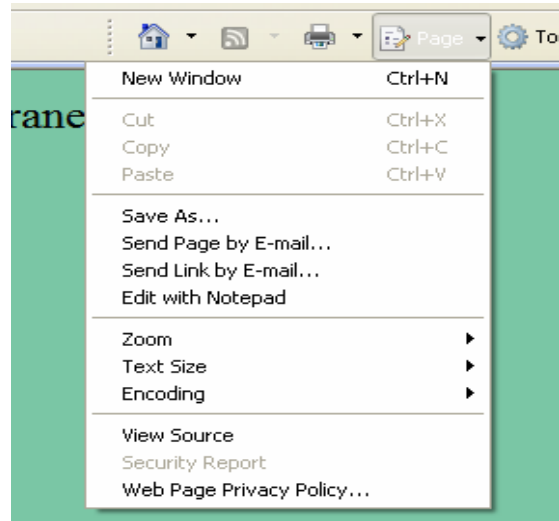 Page To
New Window Ctrl+N
rane
Cut Ctrl+X
Copy Ctrl+C
Paste Ctrl+V
Save As...
Send Page by E-mail...
Send Link by E-mail...
Edit with Notepad
Zoom
Text Size
Encoding
View Source
Security Report
Web Page Privacy Policy...